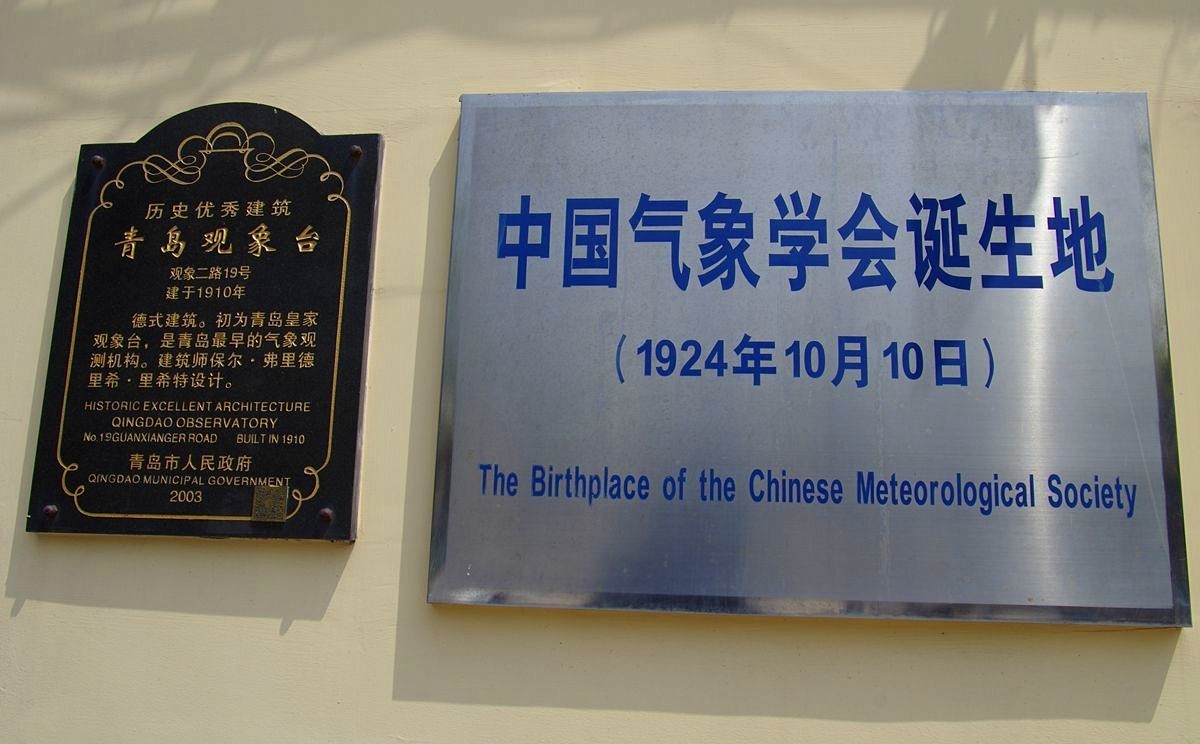 历史优秀建筑
青岛观象台
观象二路19号
建于1910年
德式建筑。初为青岛皇家
观象台，是青岛最早的气象观
测机构。建筑师保尔·弗里德
里希·里希特设计。
HISTORIC EXCELLENT ARCHITECTURE
QINGDAO OBSERVATORY
No.19GUANXIANGER ROAD BUILT IN 1910
青岛市人民政府
QINGDAO MUNICIPAL GOVERNMENT
2003
中国气象学会诞生地
（1924年10月10日）
The Birthplace of the Chinese Meteorological Society